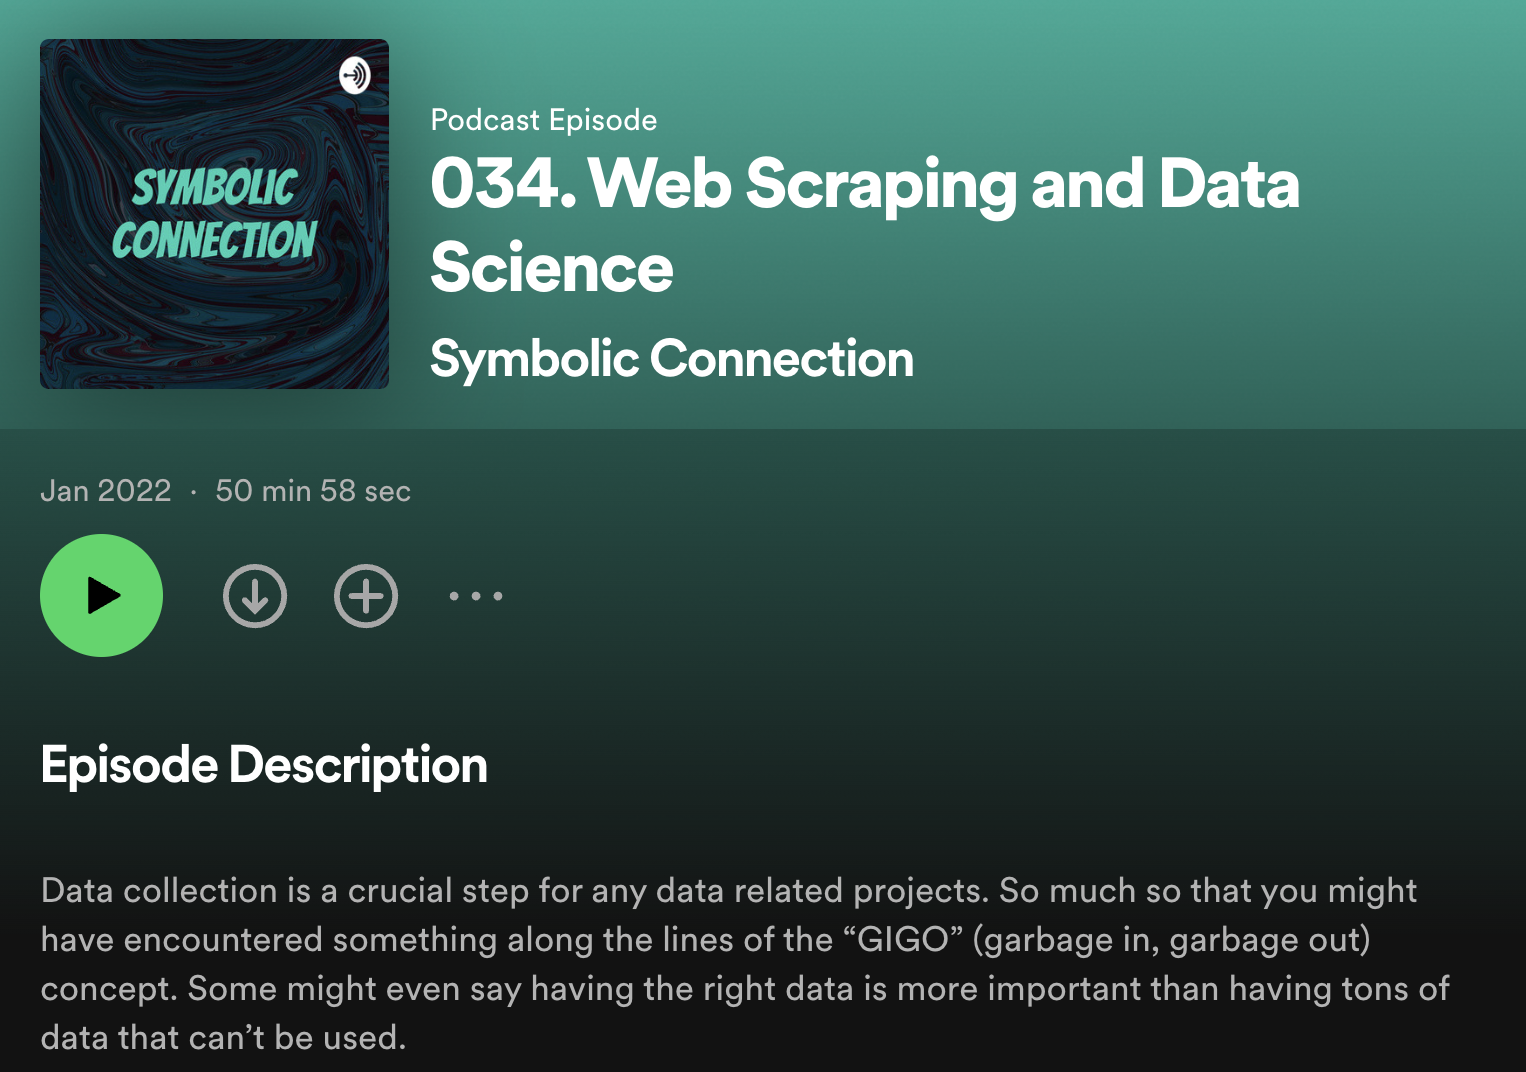 SYMBOLIC
CONNECTION
Podcast Episode
034. Web Scraping and Data
Science
Symbolic Connection
Jan 2022 · 50 min 58 sec
Episode Description
Data collection is a crucial step for any data related projects. So much so that you might
have encountered something along the lines of the “GIGO” (garbage in, garbage out)
concept. Some might even say having the right data is more important than having tons of
data that can’t be used.